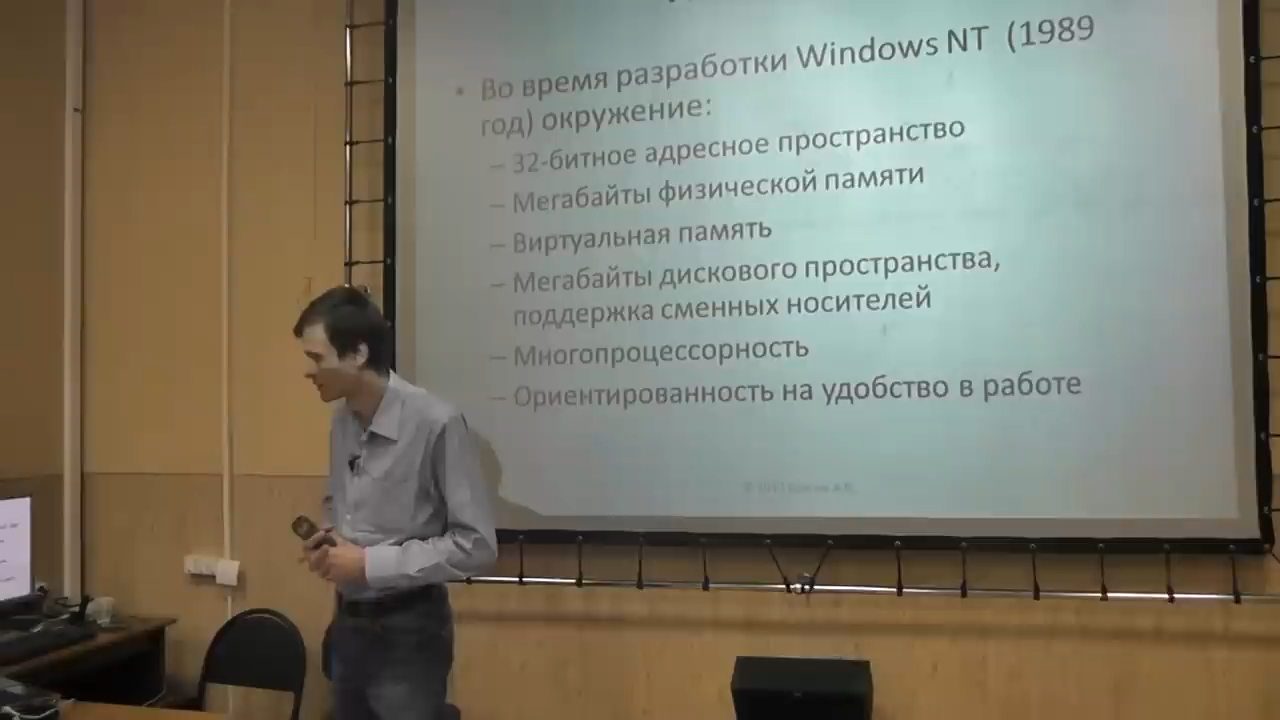 • Во время разработки Windows NT (1989
год) окружение:
– 32-битное адресное пространство
– Мегабайты физической памяти
– Виртуальная память
– Мегабайты дискового пространства,
поддержка сменных носителей
– Многопроцессорность
– Ориентированность на удобство в работе